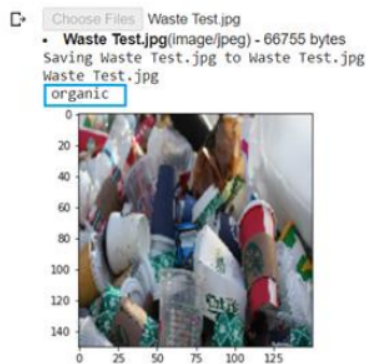 Choose Files Waste Test.jpg
Waste Test.jpg(image/jpeg) - 66755 bytes
Saving Waste Test.jpg to Waste Test.jpg
Waste Test.jpg
organic
0
20
40
60
80
100
120
140
0 25 50 75 100 125